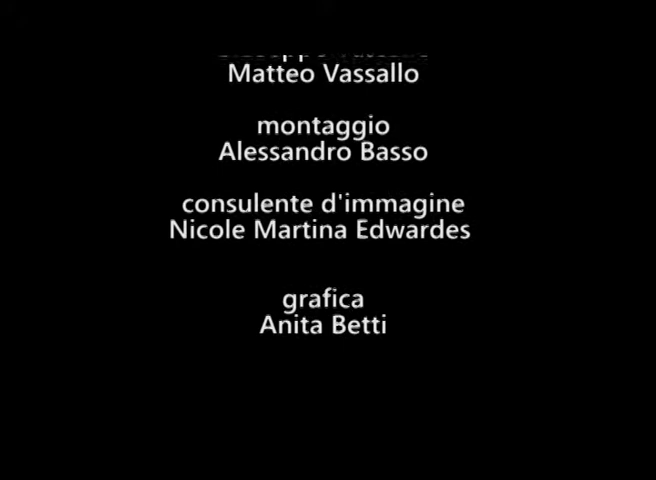 Matteo Vassallo
montaggio
Alessandro Basso
consulente d'immagine
Nicole Martina Edwardes
grafica
Anita Betti